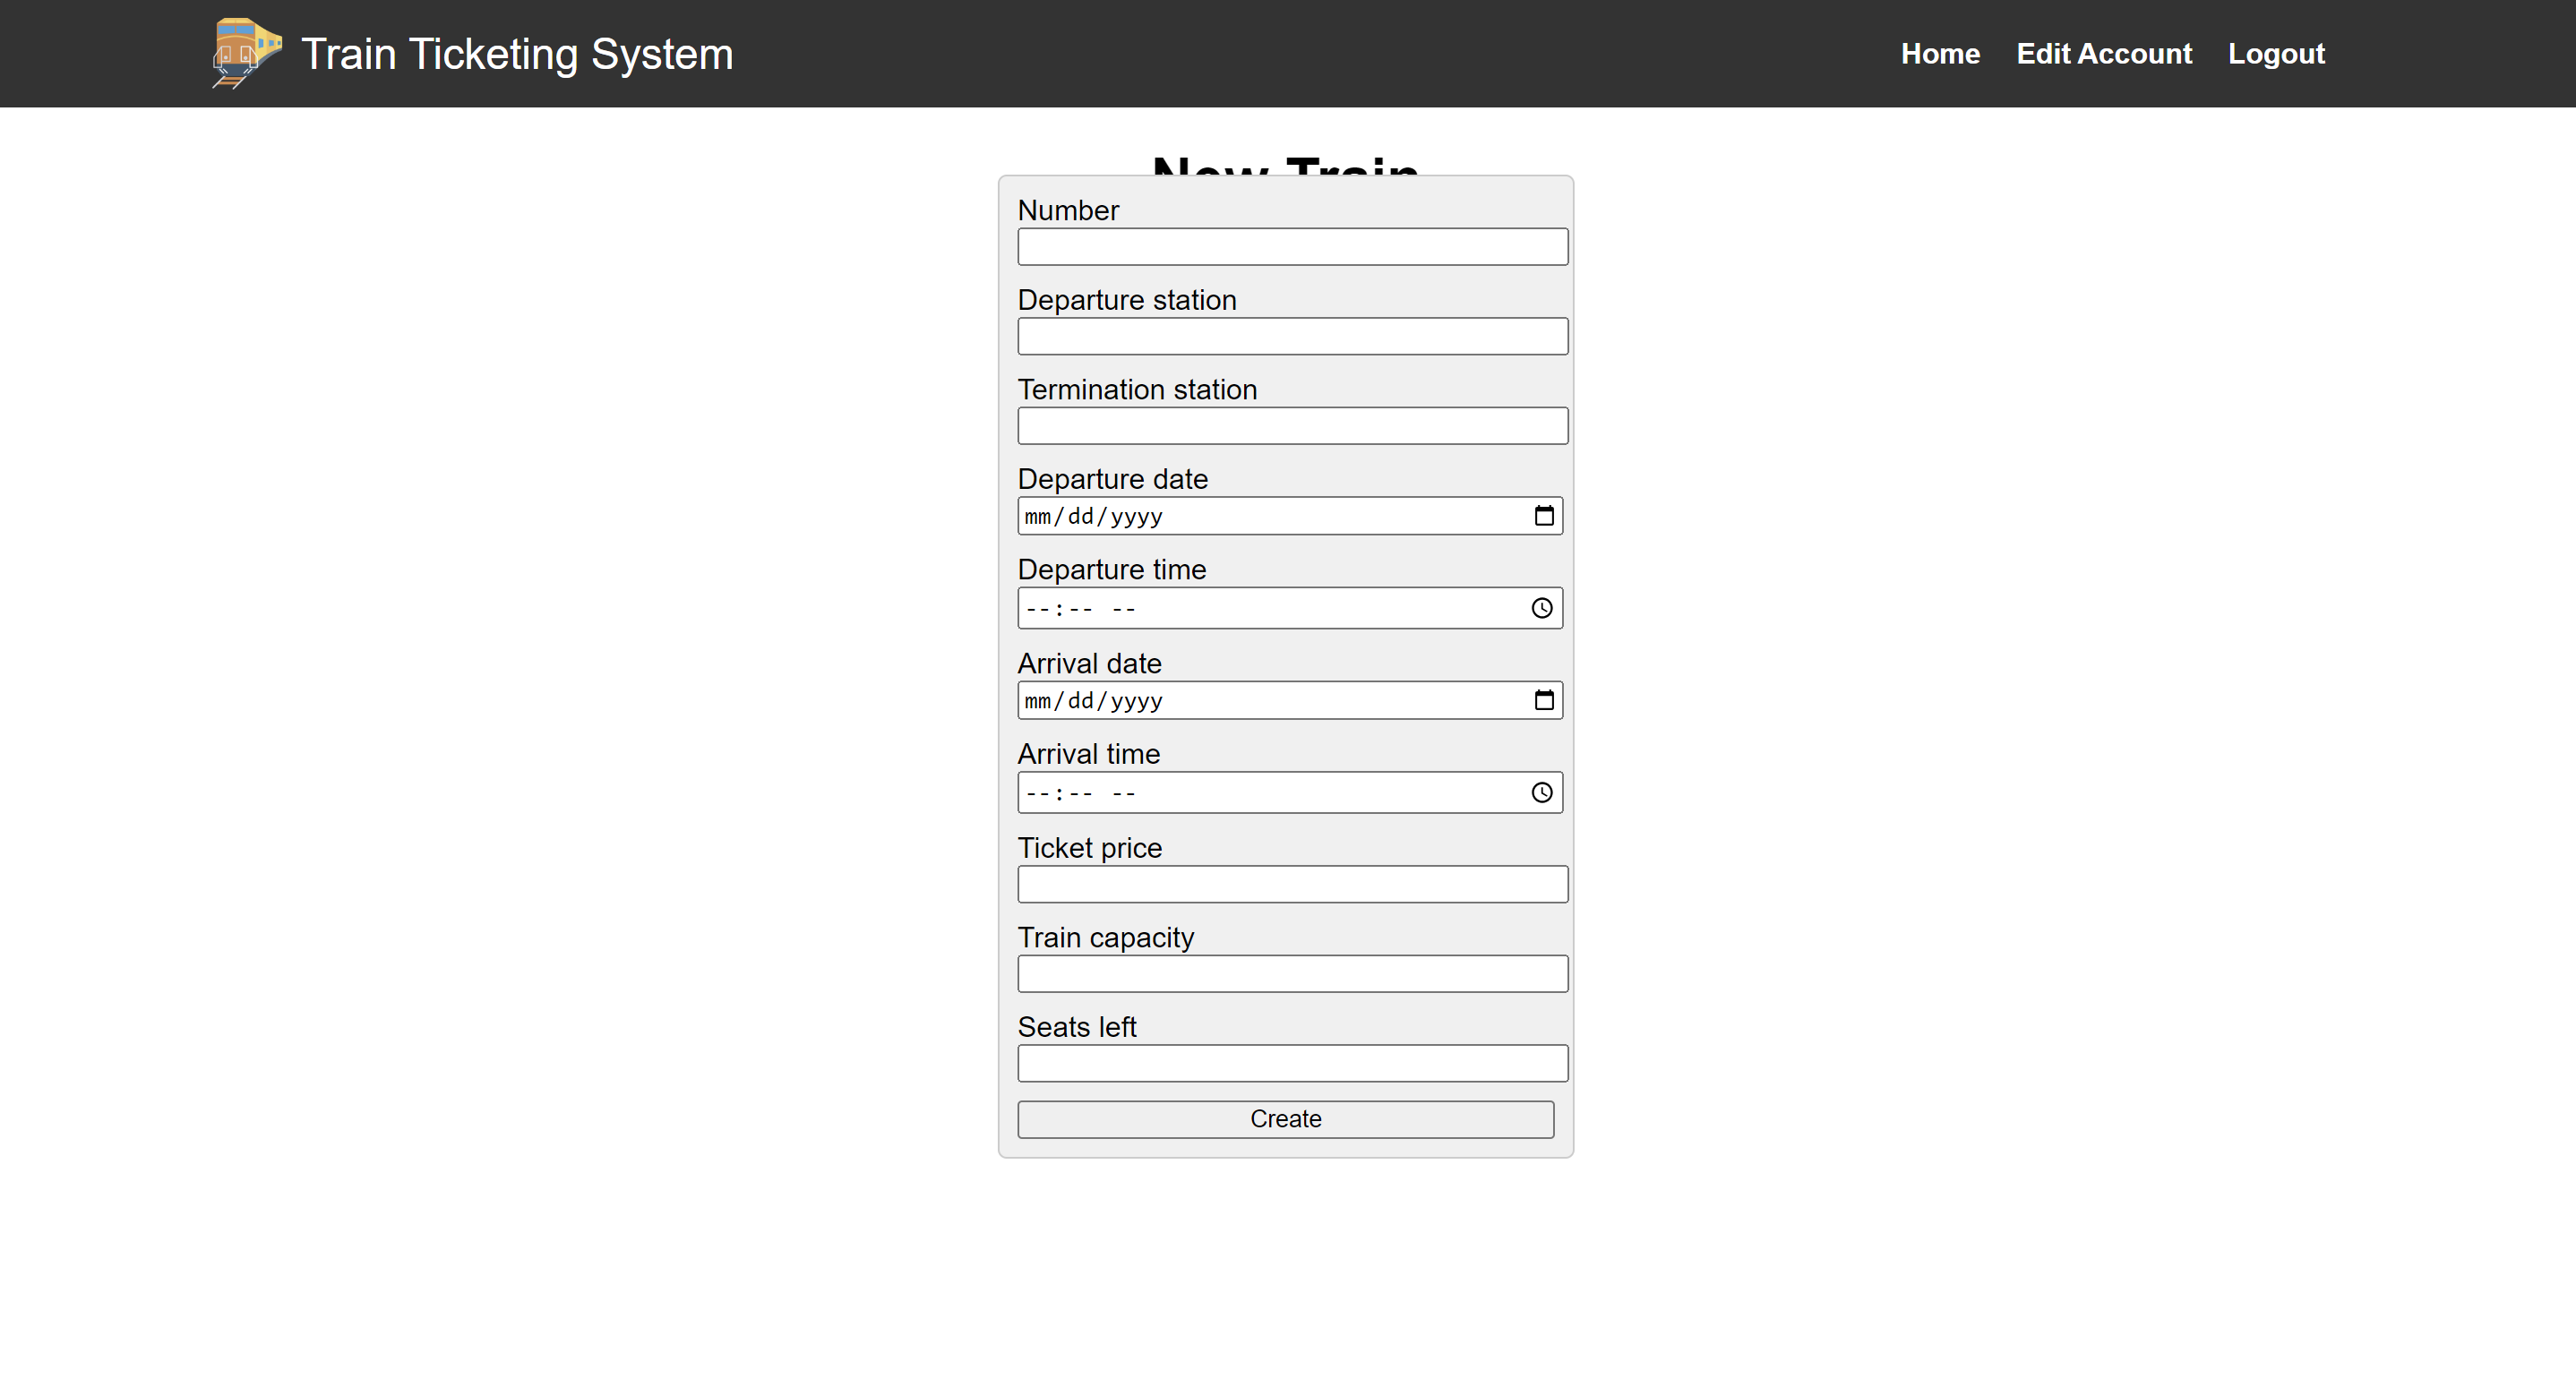 Train Ticketing System
Home Edit Account Logout
New Train
Number
Departure station
Termination station
Departure date
mm/dd/yyyy
Departure time
--:-- --
Arrival date
mm/dd/yyyy
Arrival time
--:-- --
Ticket price
Train capacity
Seats left
Create